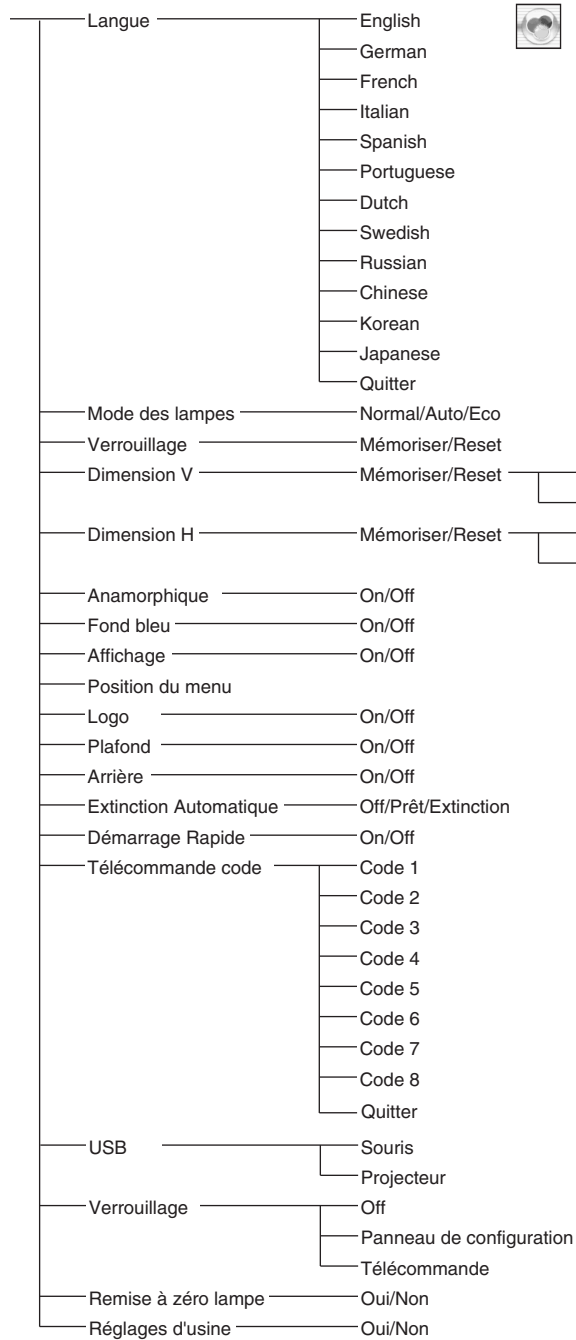 Langue English
German
French
Italian
Spanish
Portuguese
Dutch
Swedish
Russian
Chinese
Korean
Japanese
Quitter
Mode des lampes Normal/Auto/Eco
Verrouillage Mémoriser/Reset
Dimension V Mémoriser/Reset
Dimension H Mémoriser/Reset
Anamorphique On/Off
Fond bleu On/Off
Affichage On/Off
Position du menu
Logo On/Off
Plafond On/Off
Arrière On/Off
Extinction Automatique Off/Prêt/Extinction
Démarrage Rapide On/Off
Télécommande code Code 1
Code 2
Code 3
Code 4
Code 5
Code 6
Code 7
Code 8
Quitter
USB Souris
Projecteur
Verrouillage Off
Panneau de configuration
Télécommande
Remise à zéro lampe Oui/Non
Réglages d'usine Oui/Non